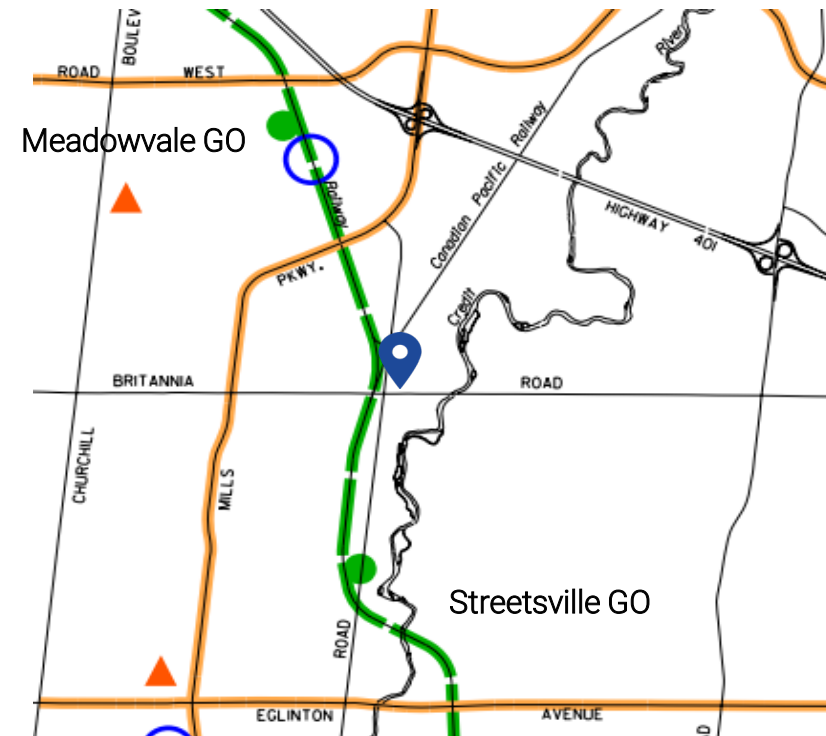 BOULEV
River
ROAD WEST
Meadowvale GO
Canadian Pacific Railway
Railway
HIGHWAY 401
PKWY.
Credit
BRITANNIA ROAD
CHURCHILL
MILLS
Streetsville GO
ROAD
EGLINTON AVENUE
D